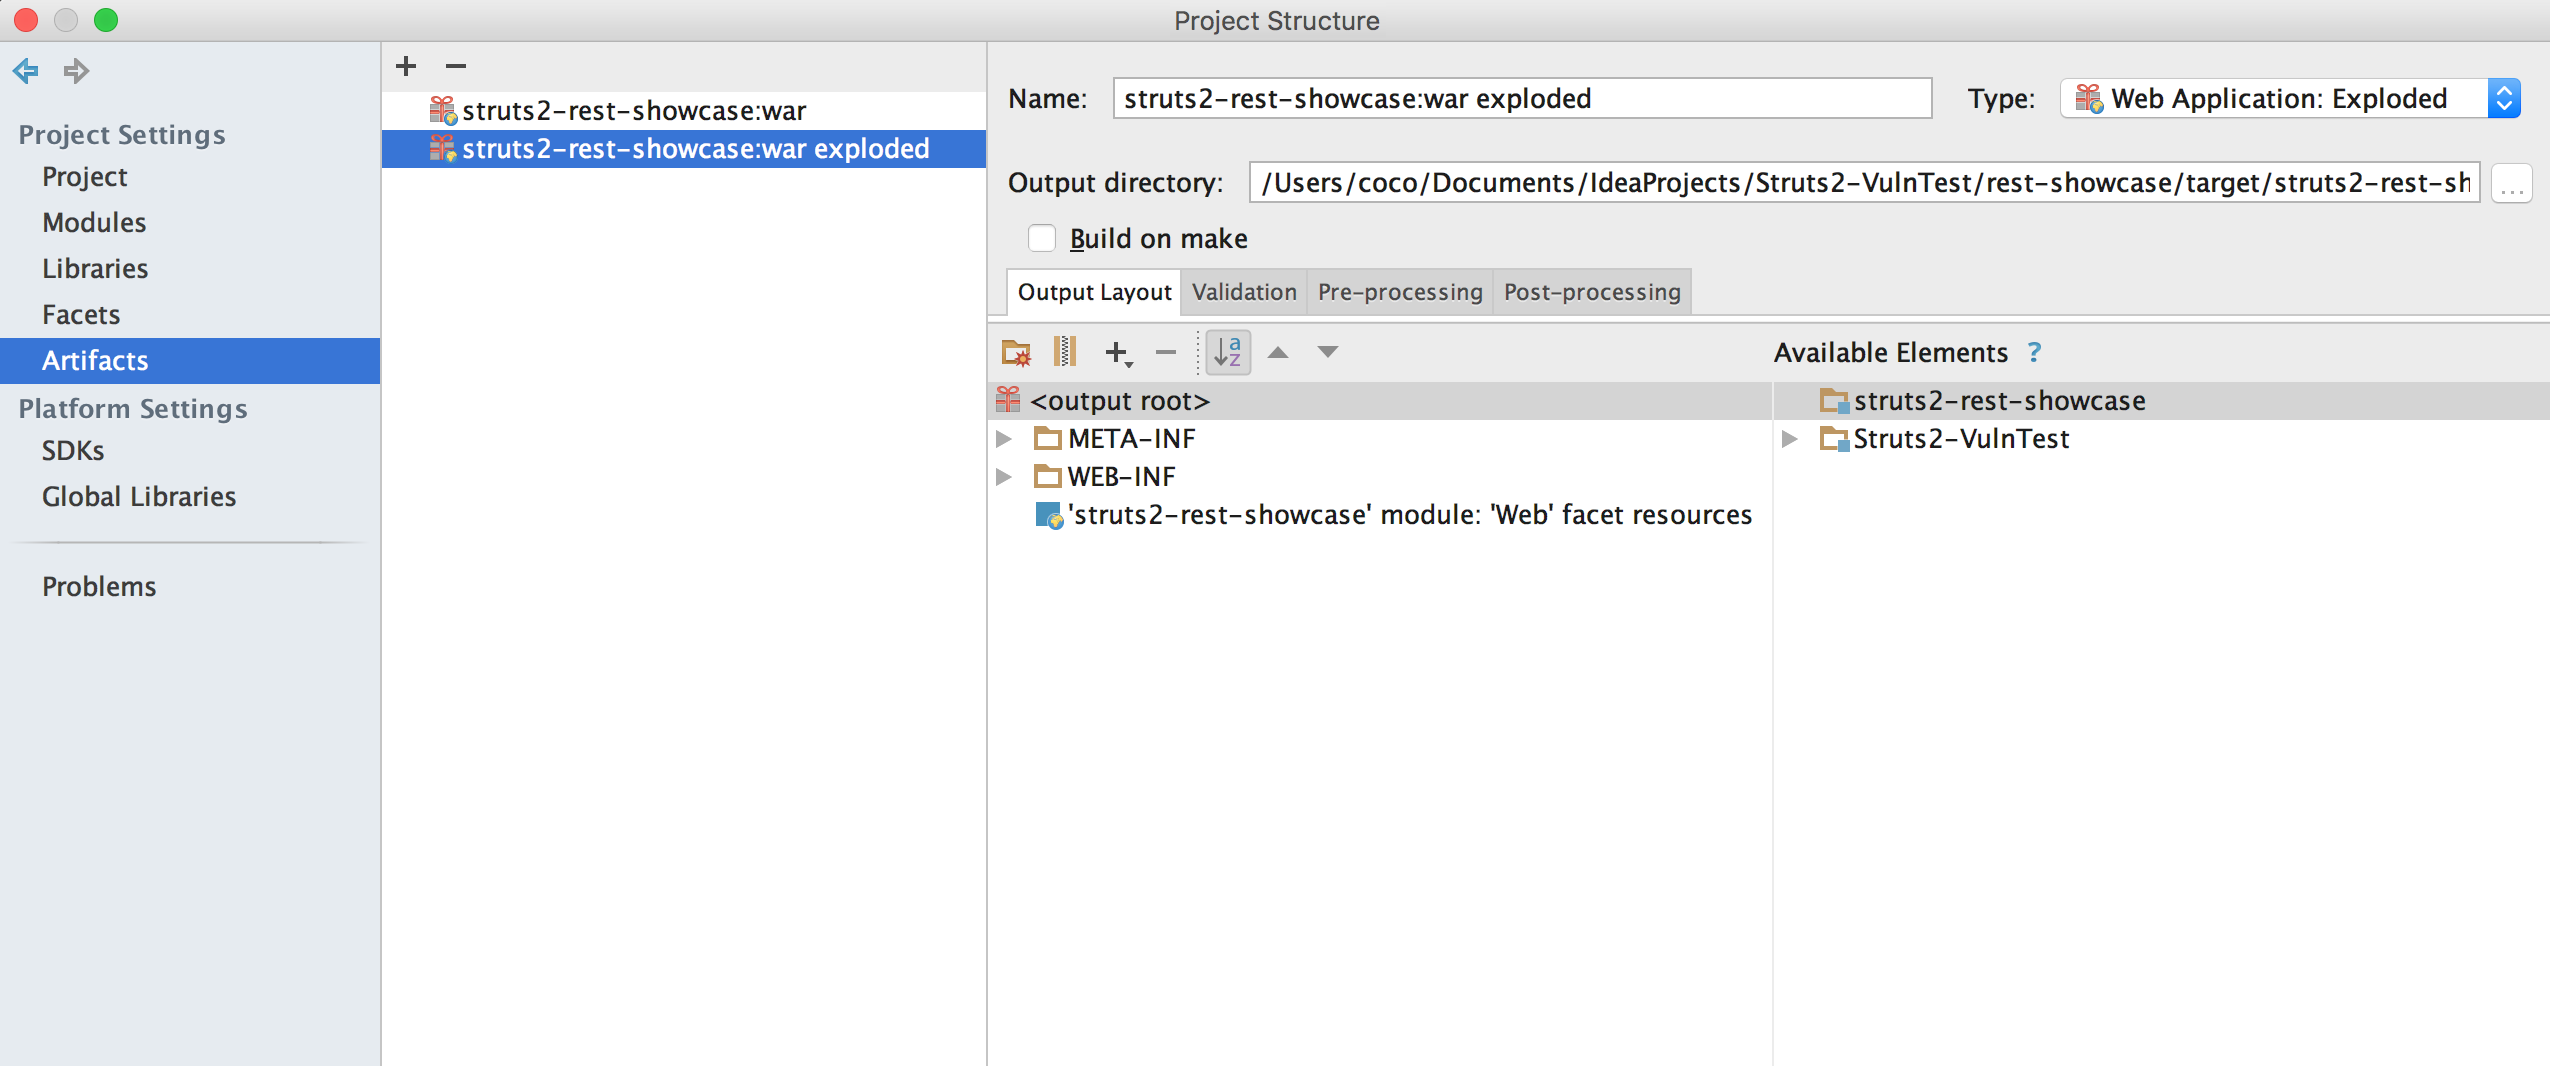 Project Structure
Project Settings
Project
Modules
Libraries
Facets
Artifacts
Platform Settings
SDKs
Global Libraries
Problems
struts2-rest-showcase:war
struts2-rest-showcase:war exploded
Name: struts2-rest-showcase:war exploded Type: Web Application: Exploded
Output directory: /Users/coco/Documents/IdeaProjects/Struts2-VulnTest/rest-showcase/target/struts2-rest-sh ...
Build on make
Output Layout Validation Pre-processing Post-processing
a z Available Elements ?
<output root>
META-INF
WEB-INF
'struts2-rest-showcase' module: 'Web' facet resources
struts2-rest-showcase
Struts2-VulnTest